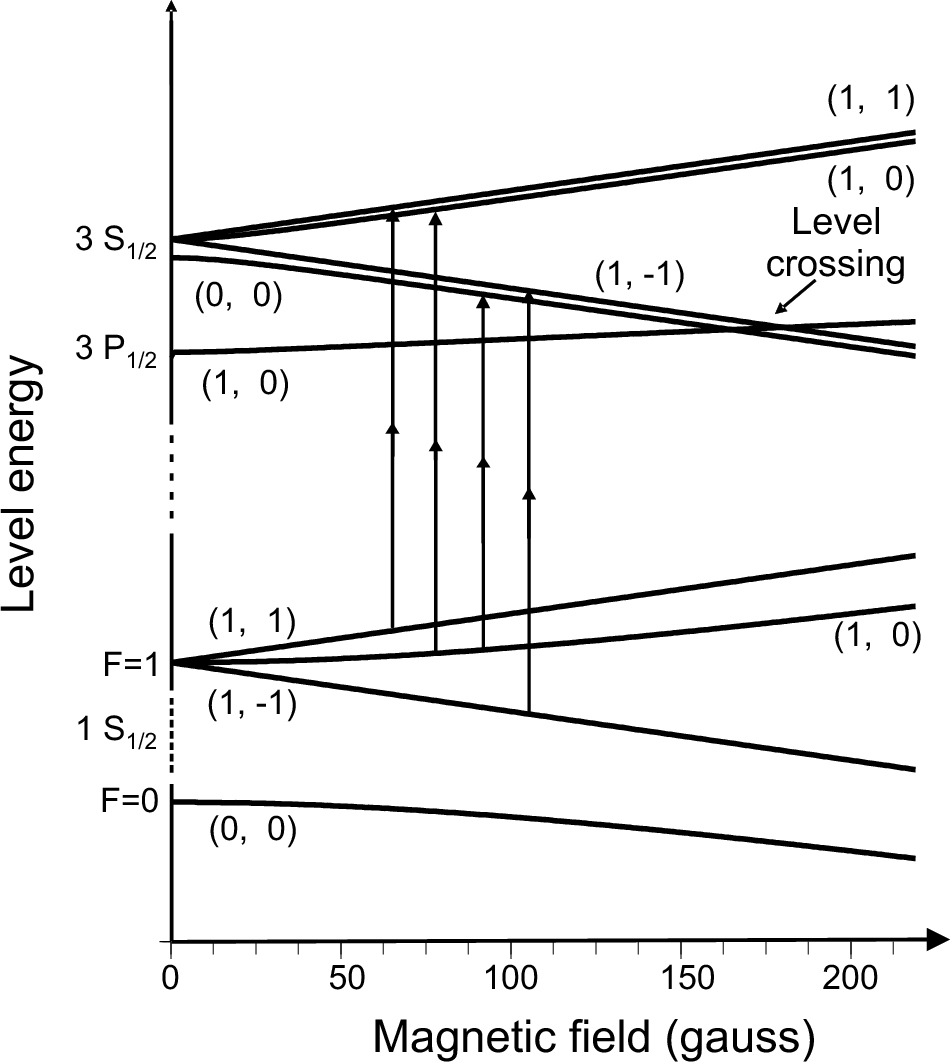 (1, 1)
(1, 0)
Level
crossing
3 S1/2
(1, -1)
(0, 0)
3 P1/2
(1, 0)
Level energy
(1, 1)
(1, 0)
F=1
(1, -1)
1 S1/2
F=0
(0, 0)
0 50 100 150 200
Magnetic field (gauss)